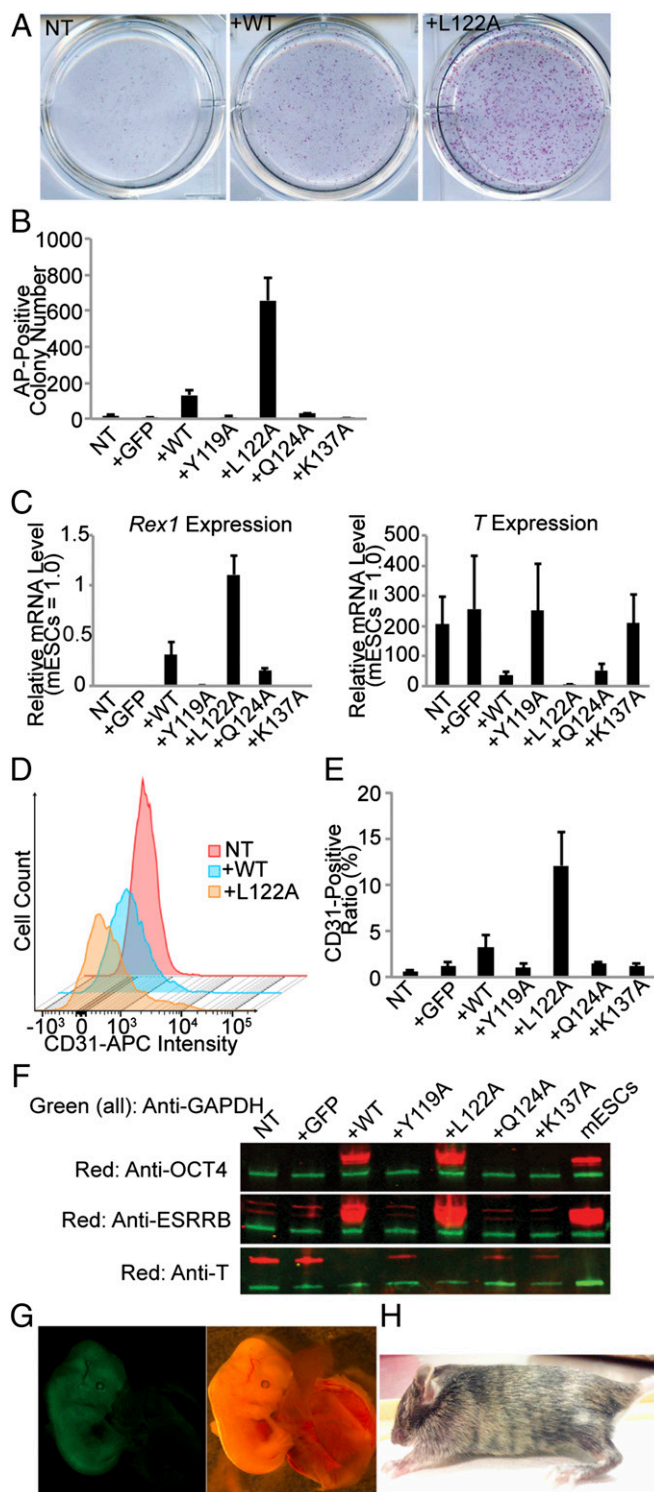 A
NT
+WT
+L122A
B
AP-Positive
Colony Number
1000
800
600
400
200
0
NT
+GFP
+WT
+Y119A
+L122A
+Q124A
+K137A
C
Rex1 Expression
Relative mRNA Level
(mESCs = 1.0)
1.5
1
0.5
0
NT
+GFP
+WT
+Y119A
+L122A
+Q124A
+K137A
T Expression
Relative mRNA Level
(mESCs = 1.0)
500
400
300
200
100
0
NT
+GFP
+WT
+Y119A
+L122A
+Q124A
+K137A
D
Cell Count
NT
+WT
+L122A
-10³ 0 10³ 10⁴ 10⁵
CD31-APC Intensity
E
CD31-Positive
Ratio (%)
20
15
10
5
0
NT
+GFP
+WT
+Y119A
+L122A
+Q124A
+K137A
F
Green (all): Anti-GAPDH
NT
+GFP
+WT
+Y119A
+L122A
+Q124A
+K137A
mESCs
Red: Anti-OCT4
Red: Anti-ESRRB
Red: Anti-T
G
H